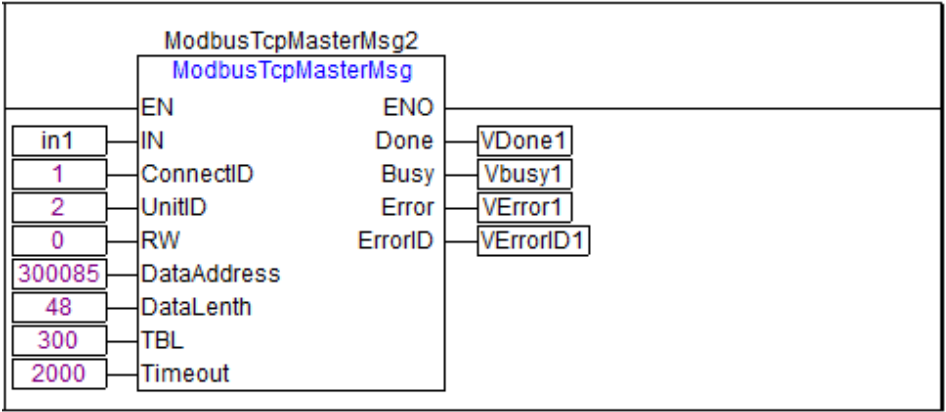 ModbusTcpMasterMsg2
ModbusTcpMasterMsg
EN ENO
in1 IN Done VDone1
1 ConnectID Busy Vbusy1
2 UnitID Error VError1
0 RW ErrorID VErrorID1
300085 DataAddress
48 DataLenth
300 TBL
2000 Timeout